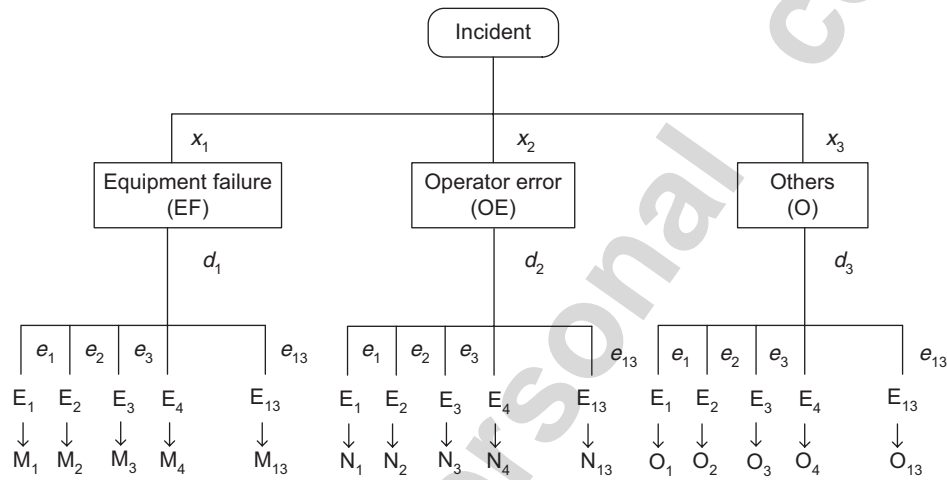 Incident
x₁ x₂ x₃
Equipment failure
(EF)
Operator error
(OE)
Others
(O)
d₁ d₂ d₃
e₁ e₂ e₃ e₁₃ e₁ e₂ e₃ e₁₃ e₁ e₂ e₃ e₁₃
E₁ E₂ E₃ E₄ E₁₃ E₁ E₂ E₃ E₄ E₁₃ E₁ E₂ E₃ E₄ E₁₃
M₁ M₂ M₃ M₄ M₁₃ N₁ N₂ N₃ N₄ N₁₃ O₁ O₂ O₃ O₄ O₁₃
ersonal co